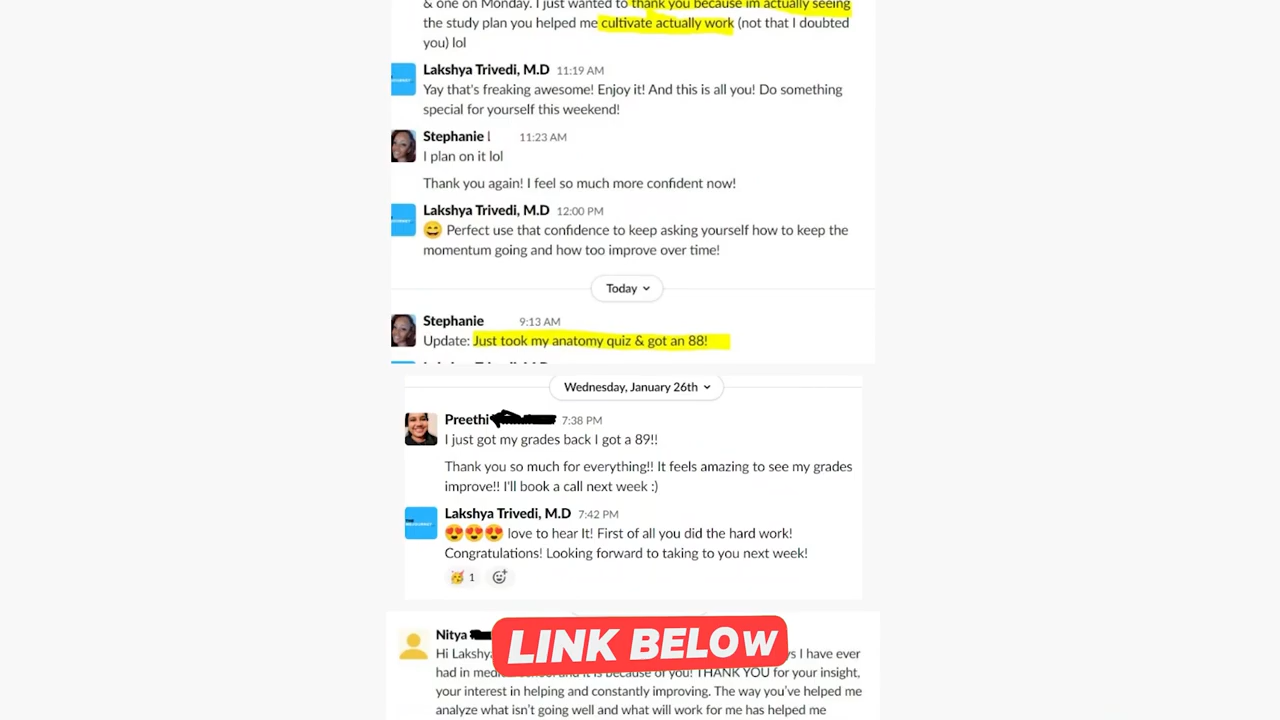 & one on Monday. I just wanted to thank you because im actually seeing
the study plan you helped me cultivate actually work (not that I doubted
you) lol
Lakshya Trivedi, M.D 11:19 AM
Yay that's freaking awesome! Enjoy it! And this is all you! Do something
special for yourself this weekend!
Stephanie 11:23 AM
I plan on it lol
Thank you again! I feel so much more confident now!
Lakshya Trivedi, M.D 12:00 PM
😄 Perfect use that confidence to keep asking yourself how to keep the
momentum going and how too improve over time!
Today
Stephanie 9:13 AM
Update: Just took my anatomy quiz & got an 88!
Wednesday, January 26th
Preethi 7:38 PM
I just got my grades back I got a 89!!
Thank you so much for everything!! It feels amazing to see my grades
improve!! I'll book a call next week :)
Lakshya Trivedi, M.D 7:42 PM
😍😍😍 love to hear It! First of all you did the hard work!
Congratulations! Looking forward to taking to you next week!
🥳 1
Nitya
LINK BELOW
Hi Lakshya I have ever
had in because of you! THANK YOU for your insight,
your interest in helping and constantly improving. The way you've helped me
analyze what isn't going well and what will work for me has helped me